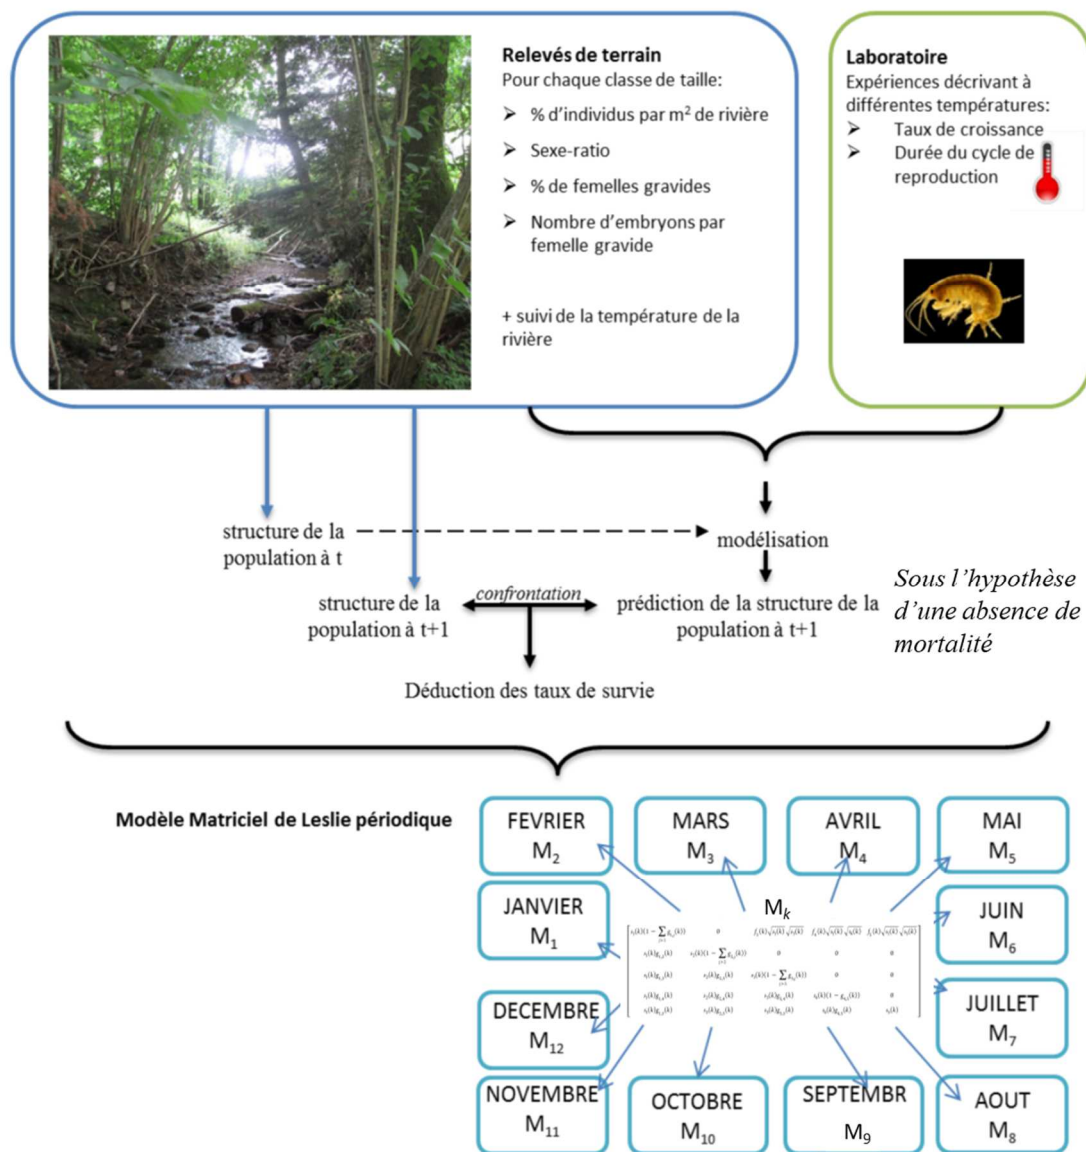 Relevés de terrain
Pour chaque classe de taille:
➢ % d'individus par m² de rivière
➢ Sexe-ratio
➢ % de femelles gravides
➢ Nombre d'embryons par
femelle gravide
+ suivi de la température de la
rivière
Laboratoire
Expériences décrivant à
différentes températures:
➢ Taux de croissance
➢ Durée du cycle de
reproduction
structure de la
population à t
modélisation
structure de la
population à t+1
confrontation
prédiction de la structure de la
population à t+1
Sous l'hypothèse
d'une absence de
mortalité
Déduction des taux de survie
Modèle Matriciel de Leslie périodique
FEVRIER
M₂
MARS
M₃
AVRIL
M₄
MAI
M₅
JANVIER
M₁
Mₖ
JUIN
M₆
DECEMBRE
M₁₂
JUILLET
M₇
NOVEMBRE
M₁₁
OCTOBRE
M₁₀
SEPTEMBR
M₉
AOUT
M₈